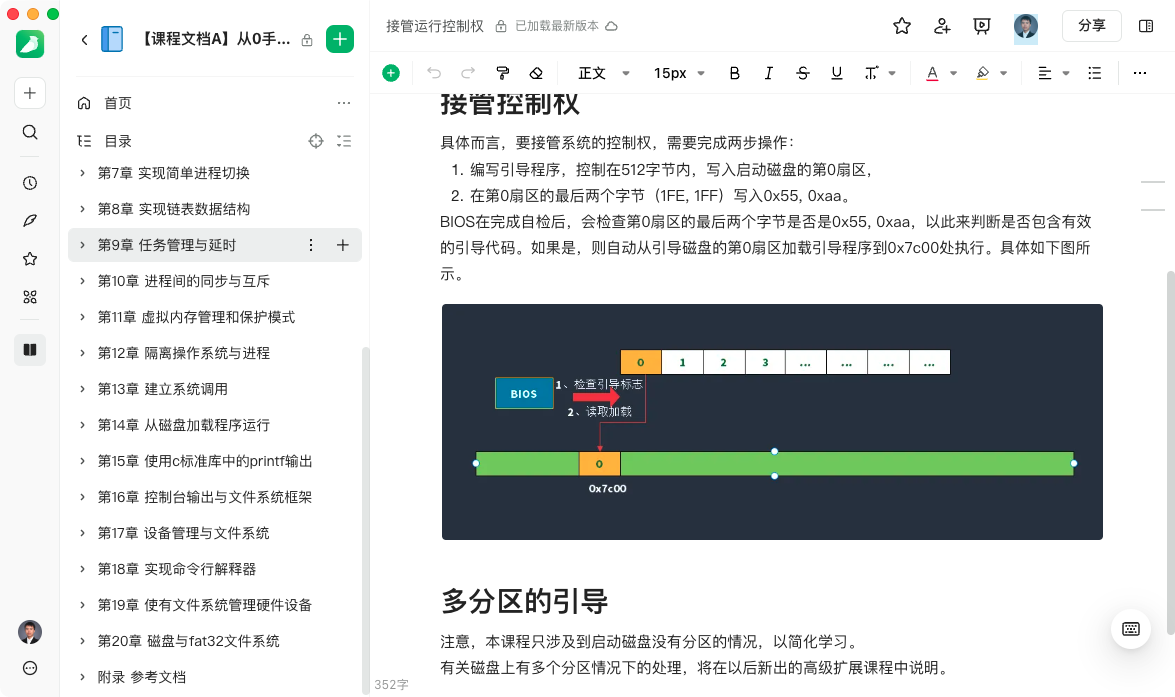 【课程文档A】从0手...
首页
目录
第7章 实现简单进程切换
第8章 实现链表数据结构
第9章 任务管理与延时
第10章 进程间的同步与互斥
第11章 虚拟内存管理和保护模式
第12章 隔离操作系统与进程
第13章 建立系统调用
第14章 从磁盘加载程序运行
第15章 使用c标准库中的printf输出
第16章 控制台输出与文件系统框架
第17章 设备管理与文件系统
第18章 实现命令行解释器
第19章 使有文件系统管理硬件设备
第20章 磁盘与fat32文件系统
附录 参考文档
接管运行控制权 已加载最新版本
分享
正文 15px B I S U T A
接管控制权
具体而言，要接管系统的控制权，需要完成两步操作：
1. 编写引导程序，控制在512字节内，写入启动磁盘的第0扇区，
2. 在第0扇区的最后两个字节（1FE, 1FF）写入0x55, 0xaa。
BIOS在完成自检后，会检查第0扇区的最后两个字节是否是0x55, 0xaa，以此来判断是否包含有效
的引导代码。如果是，则自动从引导磁盘的第0扇区加载引导程序到0x7c00处执行。具体如下图所
示。
0 1 2 3 ... ... ... ...
BIOS
1、检查引导标志
2、读取加载
0
0x7c00
多分区的引导
注意，本课程只涉及到启动磁盘没有分区的情况，以简化学习。
有关磁盘上有多个分区情况下的处理，将在以后新出的高级扩展课程中说明。
352字